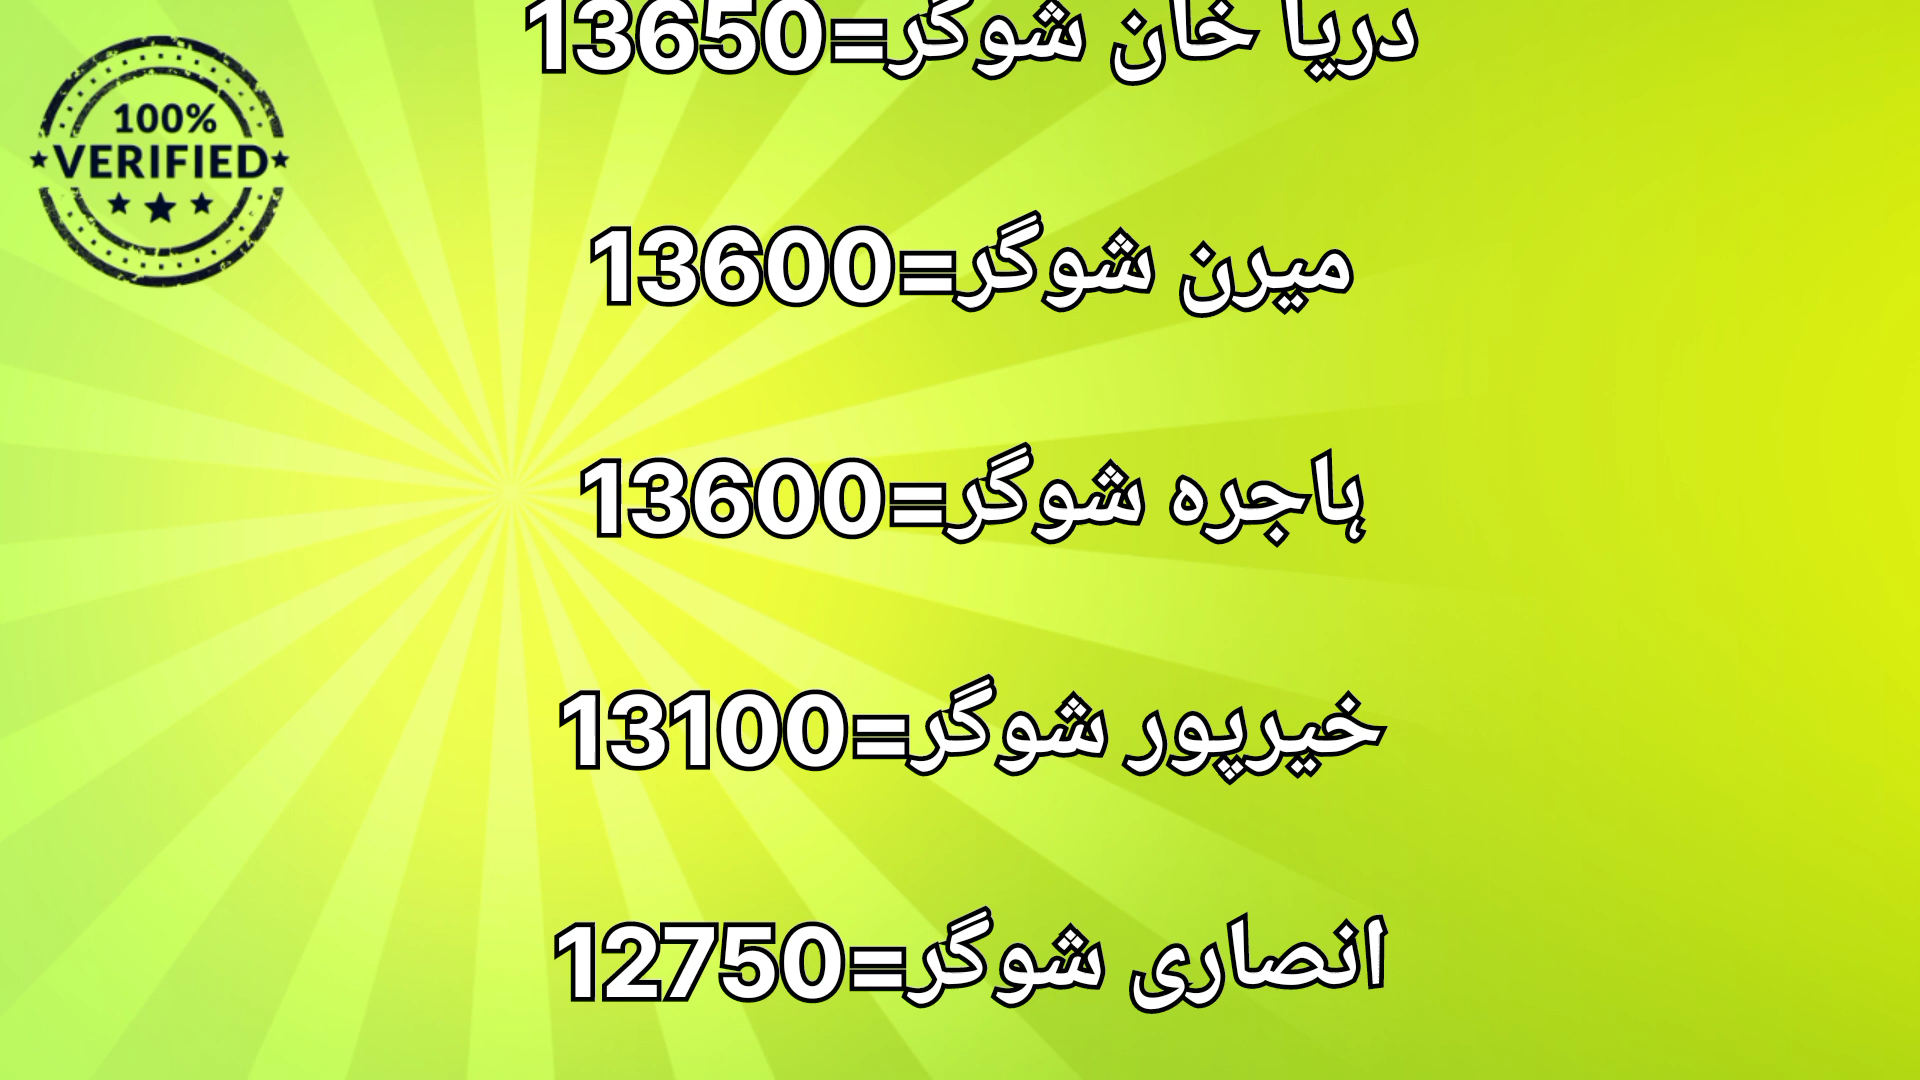 دریا خان شوگر=13650
100%
VERIFIED
میرن شوگر=13600
ہاجرہ شوگر=13600
خیرپور شوگر=13100
انصاری شوگر=12750